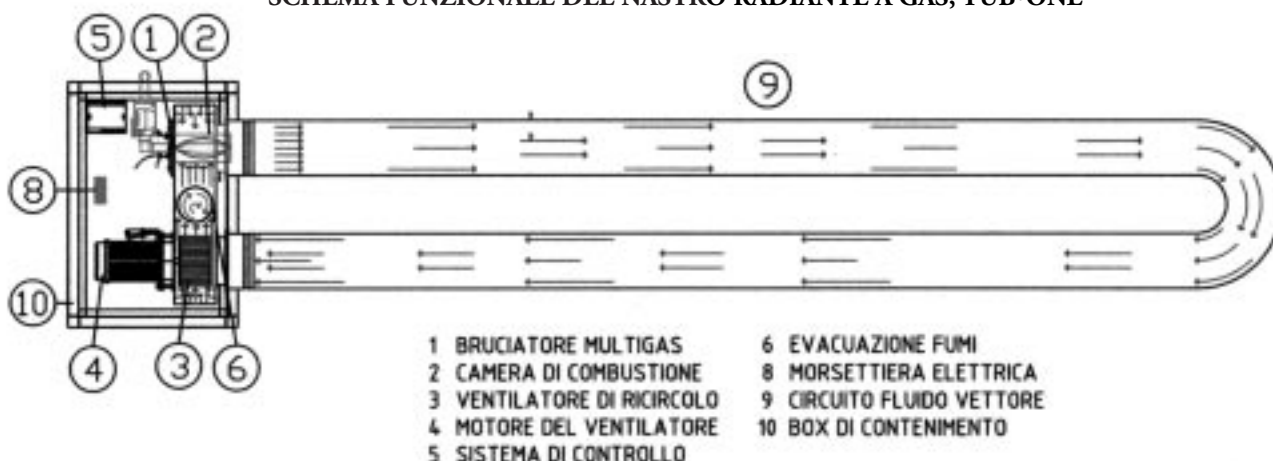 SCHEMA FUNZIONALE DEL NASTRO RADIANTE A GAS, TUB-ONE
5 1 2
9
8
10
4 3 6
1 BRUCIATORE MULTIGAS
2 CAMERA DI COMBUSTIONE
3 VENTILATORE DI RICIRCOLO
4 MOTORE DEL VENTILATORE
5 SISTEMA DI CONTROLLO
6 EVACUAZIONE FUMI
8 MORSETTIERA ELETTRICA
9 CIRCUITO FLUIDO VETTORE
10 BOX DI CONTENIMENTO